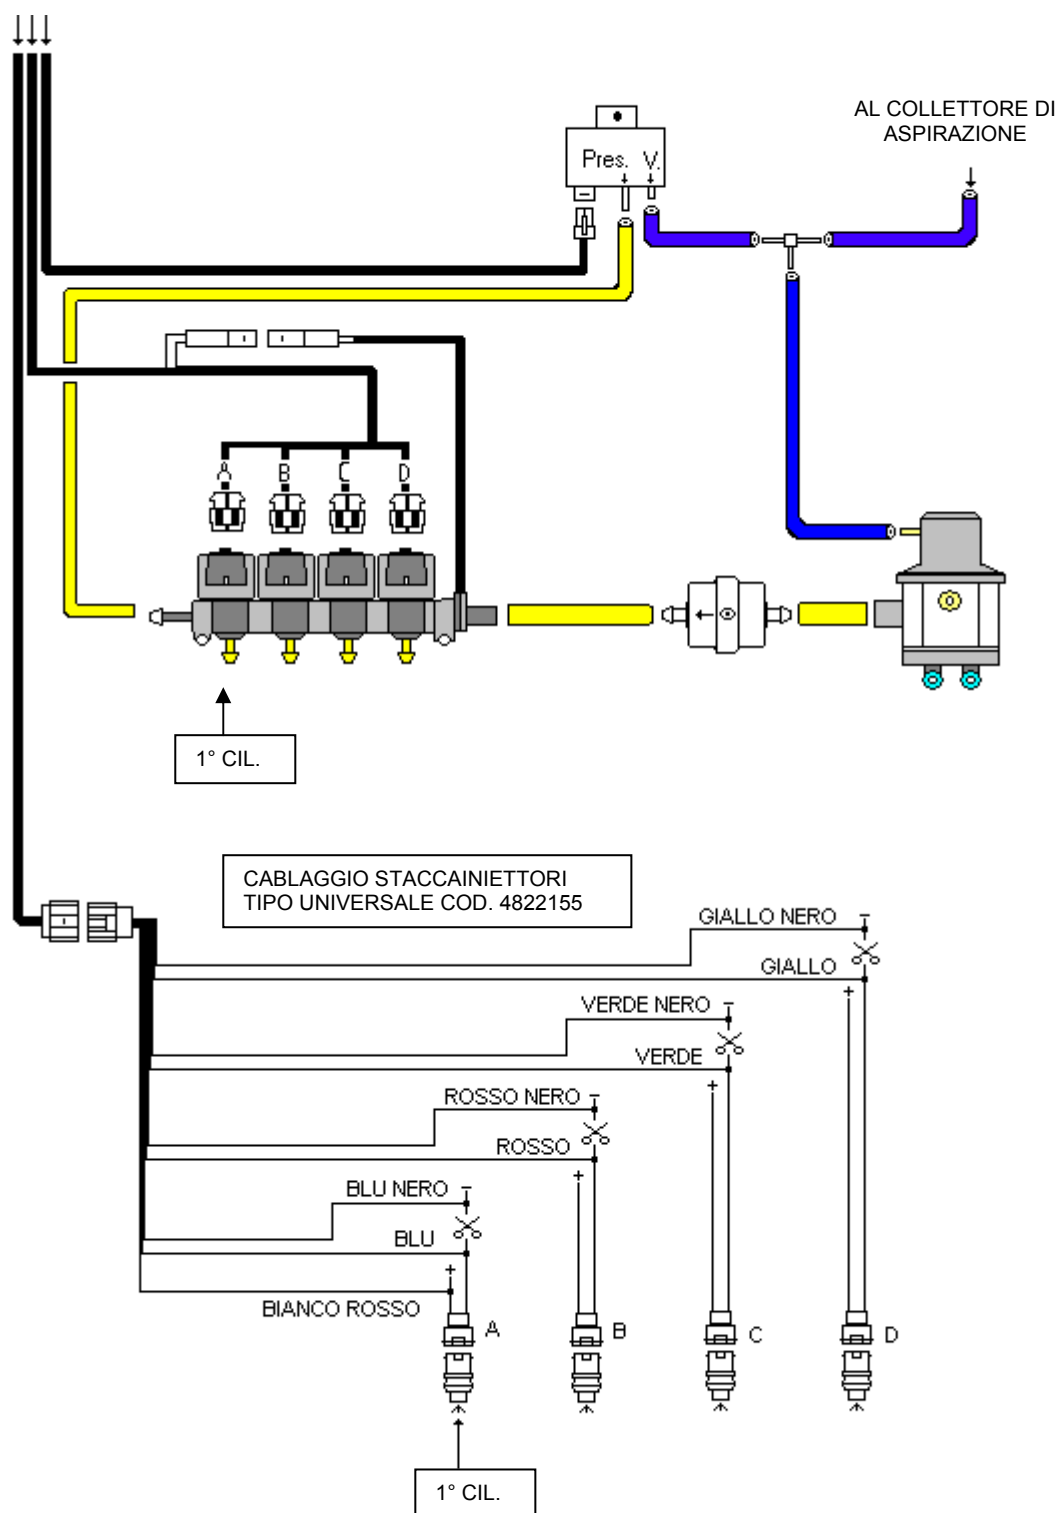 AL COLLETTORE DI
ASPIRAZIONE
Pres. V.
A B C D
1° CIL.
CABLAGGIO STACCAINIETTORI
TIPO UNIVERSALE COD. 4822155
GIALLO NERO -
GIALLO
+
VERDE NERO -
VERDE
+
ROSSO NERO -
ROSSO
+
BLU NERO -
BLU
+
BIANCO ROSSO
A B C D
1° CIL.